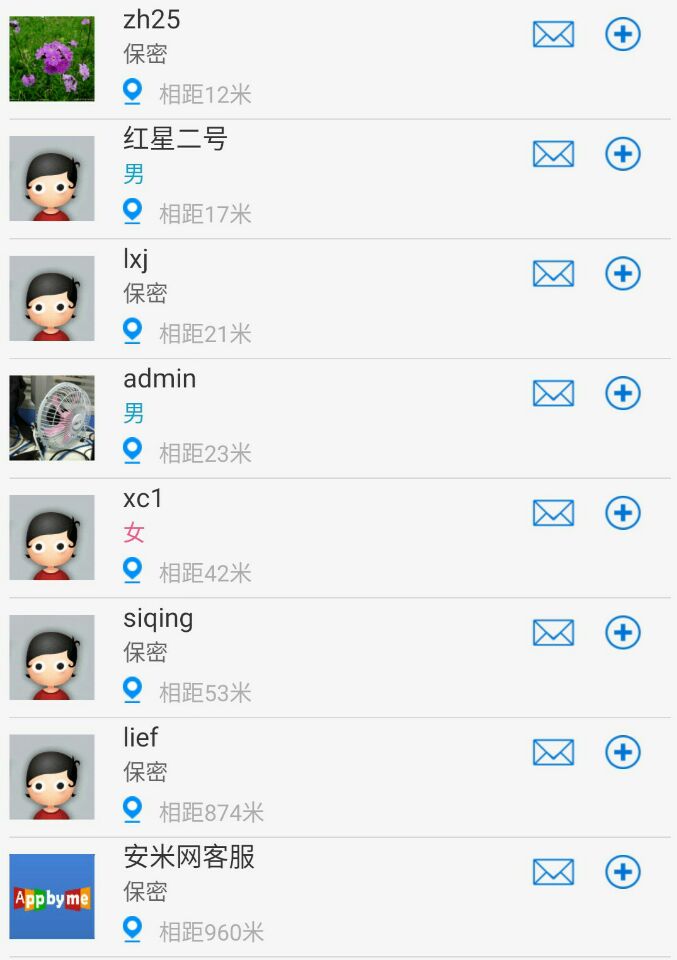 zh25
保密
相距12米
红星二号
男
相距17米
lxj
保密
相距21米
admin
男
相距23米
xc1
女
相距42米
siqing
保密
相距53米
lief
保密
相距874米
安米网客服
Appbyme
保密
相距960米